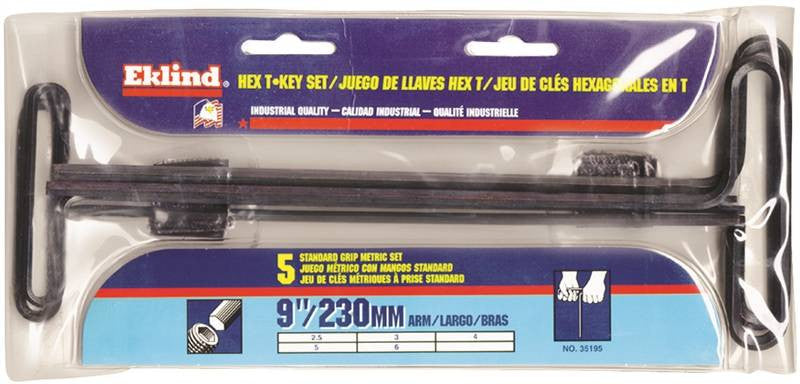 Eklind®
HEX T•KEY SET/JUEGO DE LLAVES HEX T/JEU DE CLÉS HEXAGONALES EN T
INDUSTRIAL QUALITY — CALIDAD INDUSTRIAL — QUALITÉ INDUSTRIELLE
5 STANDARD GRIP METRIC SET
JUEGO MÉTRICO CON MANGOS STANDARD
JEU DE CLÉS MÉTRIQUES À PRISE STANDARD
9"/230MM ARM/LARGO/BRAS
2.5 3 4
5 6
NO. 35195